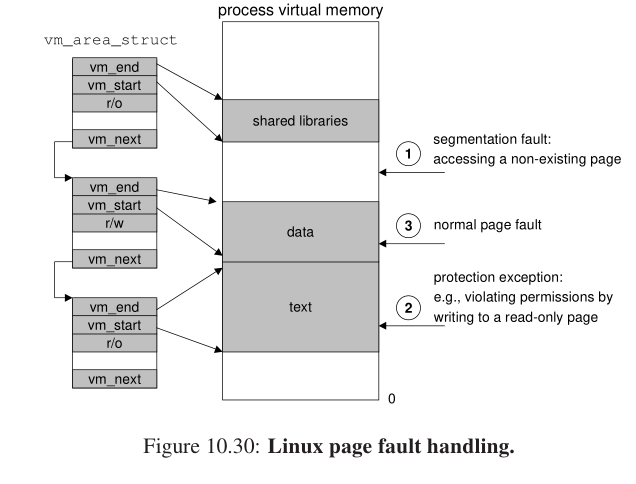 process virtual memory
vm_area_struct
vm_end
vm_start
r/o
vm_next
shared libraries
1
segmentation fault:
accessing a non-existing page
vm_end
vm_start
r/w
vm_next
data
3
normal page fault
vm_end
vm_start
r/o
vm_next
text
2
protection exception:
e.g., violating permissions by
writing to a read-only page
0
Figure 10.30: Linux page fault handling.